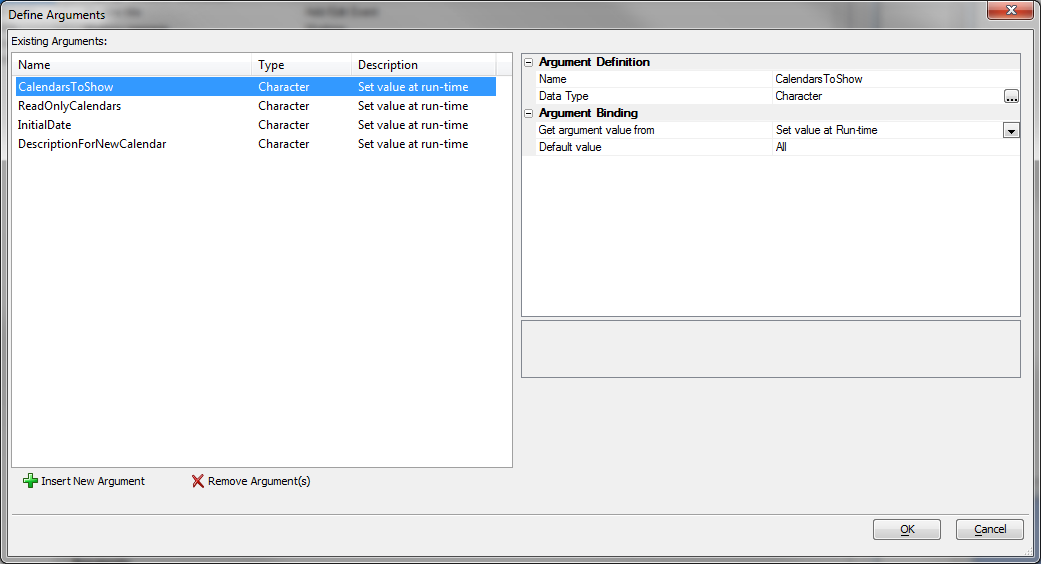 Define Arguments
Existing Arguments:
Name Type Description
CalendarsToShow Character Set value at run-time
ReadOnlyCalendars Character Set value at run-time
InitialDate Character Set value at run-time
DescriptionForNewCalendar Character Set value at run-time
Argument Definition
Name CalendarsToShow
Data Type Character ...
Argument Binding
Get argument value from Set value at Run-time
Default value All
Insert New Argument Remove Argument(s)
OK Cancel